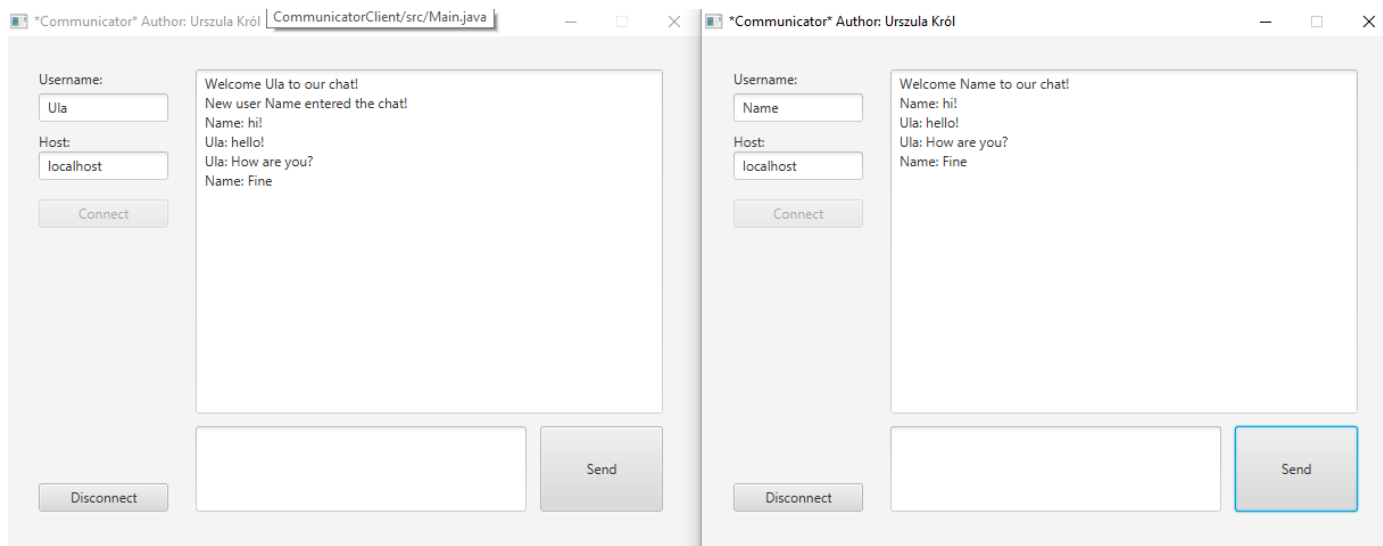 *Communicator* Author: Urszula Król
CommunicatorClient/src/Main.java
Username:
Ula
Host:
localhost
Connect
Disconnect
Welcome Ula to our chat!
New user Name entered the chat!
Name: hi!
Ula: hello!
Ula: How are you?
Name: Fine
Send
*Communicator* Author: Urszula Król
Username:
Name
Host:
localhost
Connect
Disconnect
Welcome Name to our chat!
Name: hi!
Ula: hello!
Ula: How are you?
Name: Fine
Send